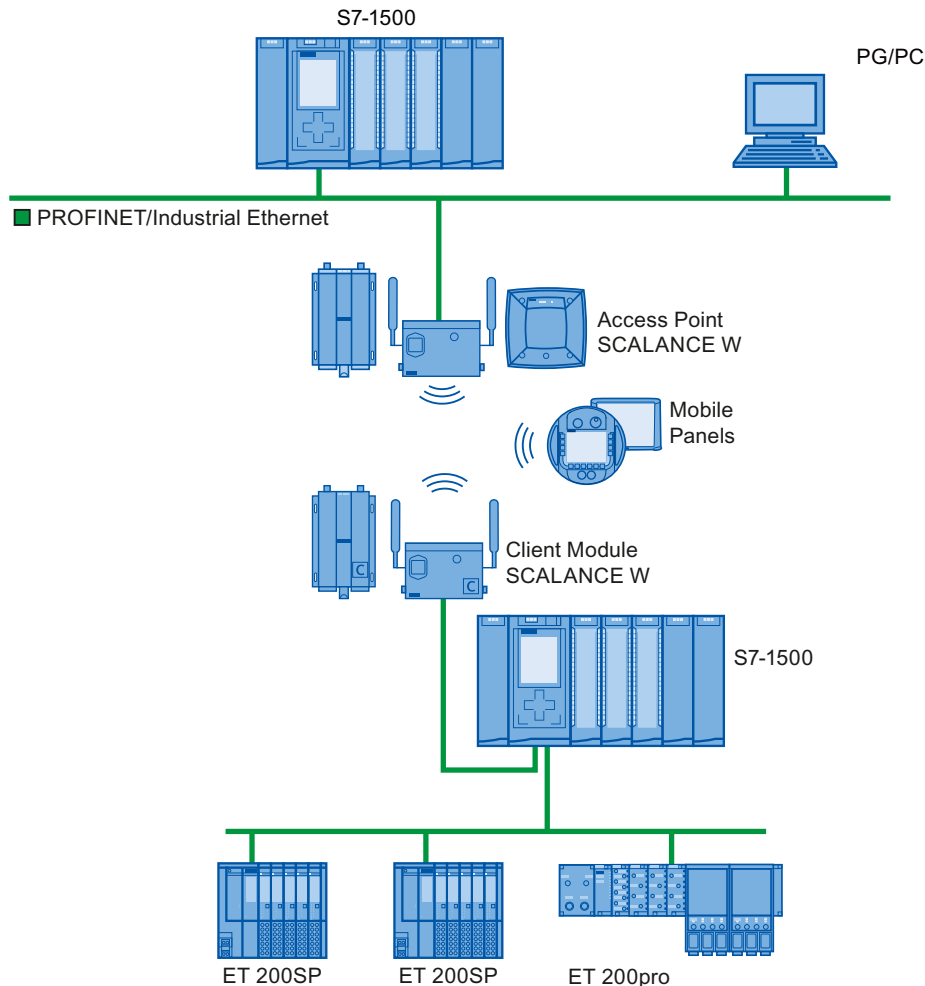 S7-1500
PG/PC
PROFINET/Industrial Ethernet
Access Point
SCALANCE W
Mobile
Panels
Client Module
SCALANCE W
C
C
S7-1500
ET 200SP
ET 200SP
ET 200pro